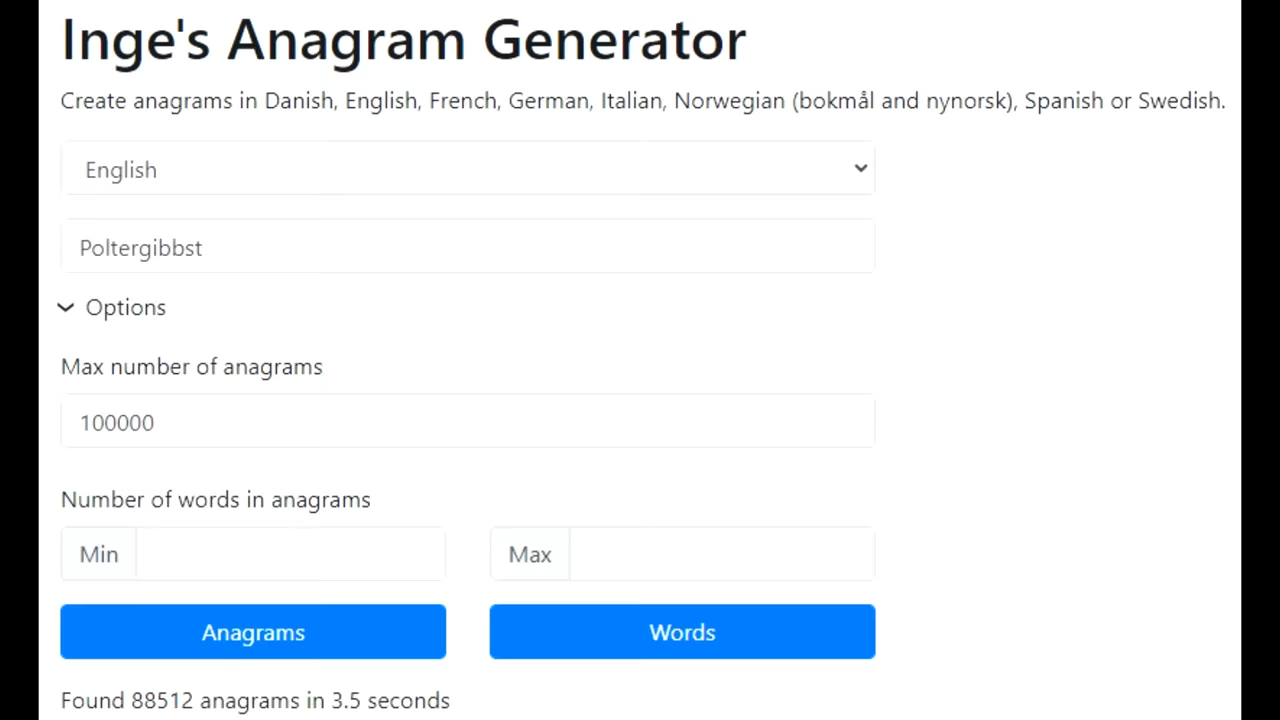 Inge's Anagram Generator
Create anagrams in Danish, English, French, German, Italian, Norwegian (bokmål and nynorsk), Spanish or Swedish.
English
Poltergibbst
Options
Max number of anagrams
100000
Number of words in anagrams
Min Max
Anagrams Words
Found 88512 anagrams in 3.5 seconds